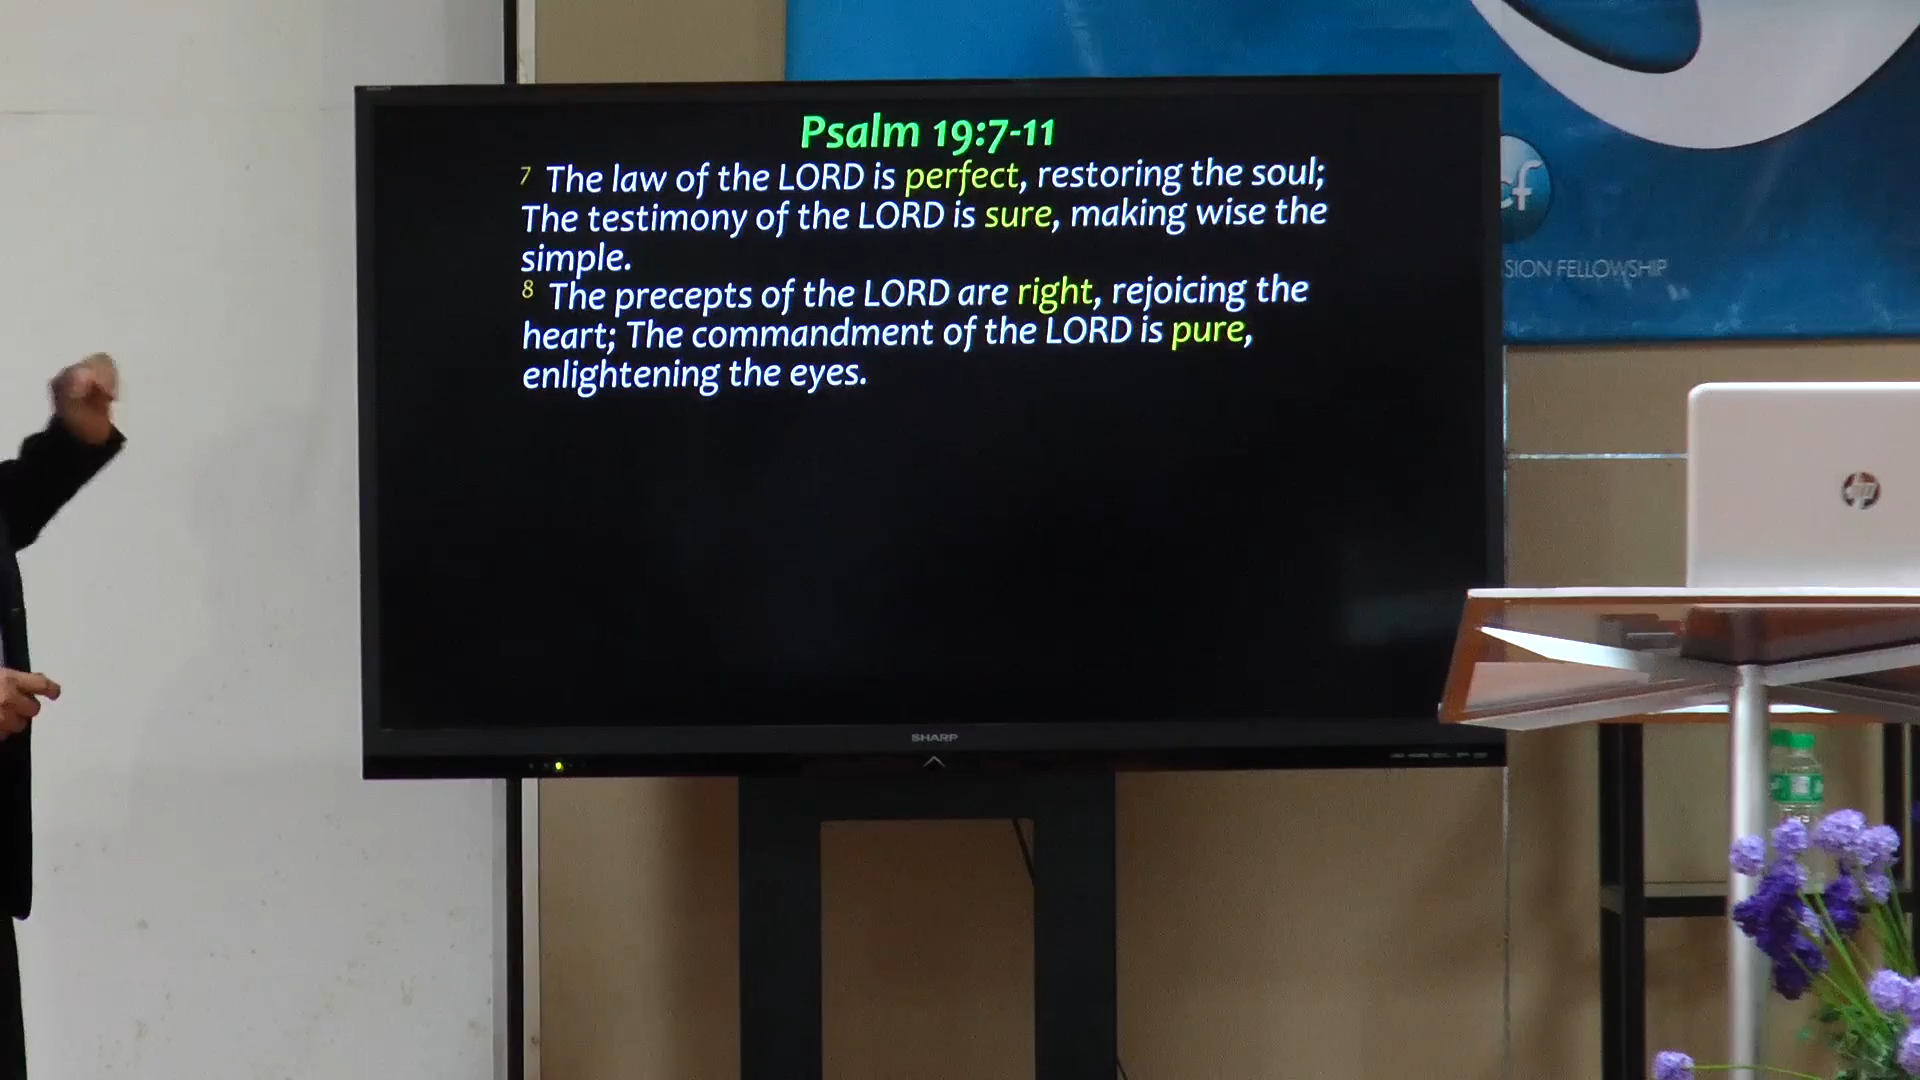 Psalm 19:7-11
7 The law of the LORD is perfect, restoring the soul;
The testimony of the LORD is sure, making wise the
simple.
8 The precepts of the LORD are right, rejoicing the
heart; The commandment of the LORD is pure,
enlightening the eyes.
cf
SION FELLOWSHIP
hp
SHARP